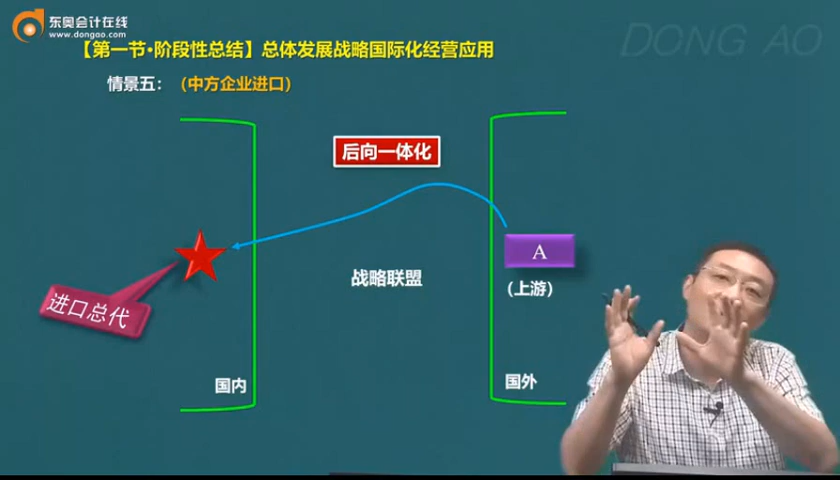 东奥会计在线
www.dongao.com
DONG AO
【第一节·阶段性总结】总体发展战略国际化经营应用
情景五：（中方企业进口）
后向一体化
A
（上游）
战略联盟
进口总代
国内
国外